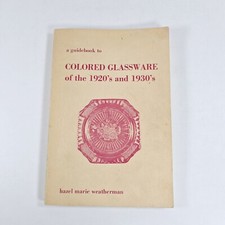 a guidebook to
COLORED GLASSWARE
of the 1920's and 1930's
hazel marie weatherman